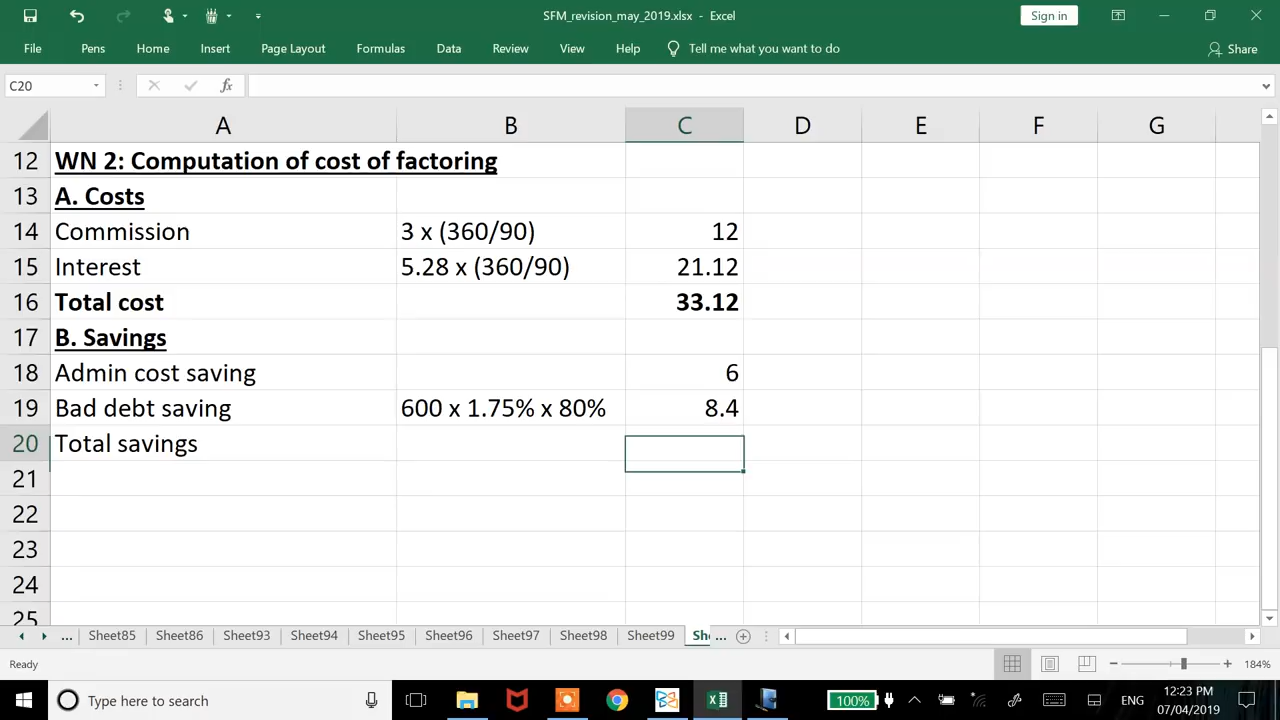 SFM_revision_may_2019.xlsx - Excel
Sign in
File Pens Home Insert Page Layout Formulas Data Review View Help Tell me what you want to do Share
C20 fx
A B C D E F G
12 WN 2: Computation of cost of factoring
13 A. Costs
14 Commission 3 x (360/90) 12
15 Interest 5.28 x (360/90) 21.12
16 Total cost 33.12
17 B. Savings
18 Admin cost saving 6
19 Bad debt saving 600 x 1.75% x 80% 8.4
20 Total savings
21
22
23
24
25
... Sheet85 Sheet86 Sheet93 Sheet94 Sheet95 Sheet96 Sheet97 Sheet98 Sheet99 She ...
Ready 184%
Type here to search 100% ENG 12:23 PM
07/04/2019